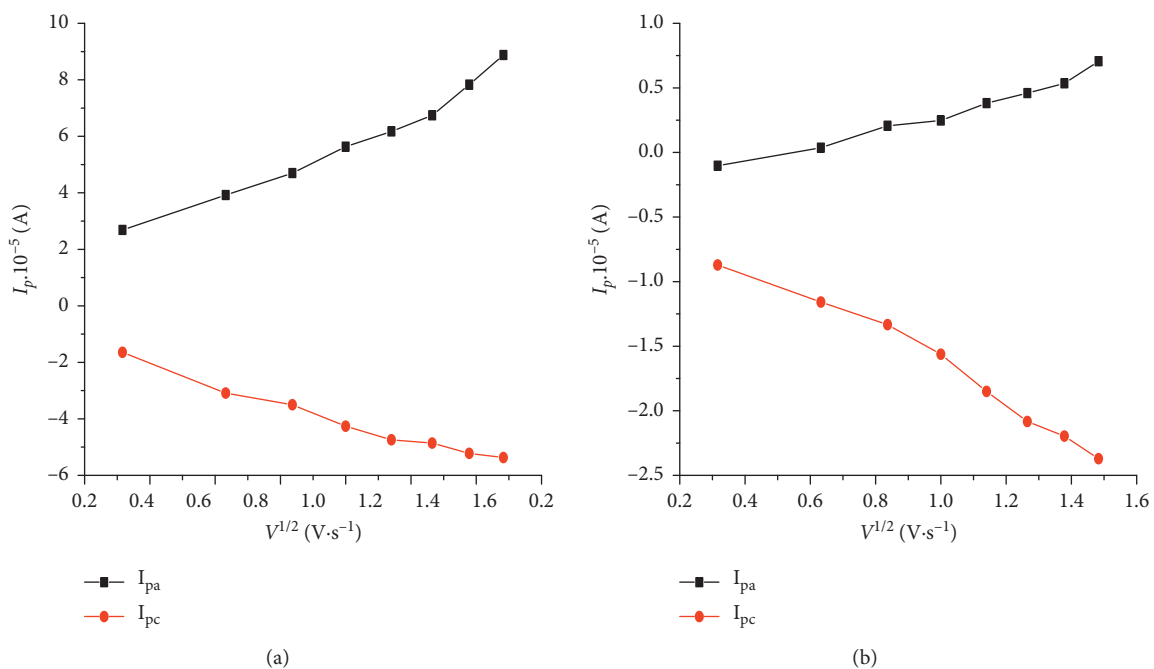 10
8
6
4
2
0
−2
−4
−6
I_p.10⁻⁵ (A)
0.2 0.4 0.6 0.8 1.0 1.2 1.4 1.6 0.2
V^{1/2} (V·s⁻¹)
I_pa
I_pc
(a)
1.0
0.5
0.0
−0.5
−1.0
−1.5
−2.0
−2.5
I_p.10⁻⁵ (A)
0.2 0.4 0.6 0.8 1.0 1.2 1.4 1.6
V^{1/2} (V·s⁻¹)
I_pa
I_pc
(b)